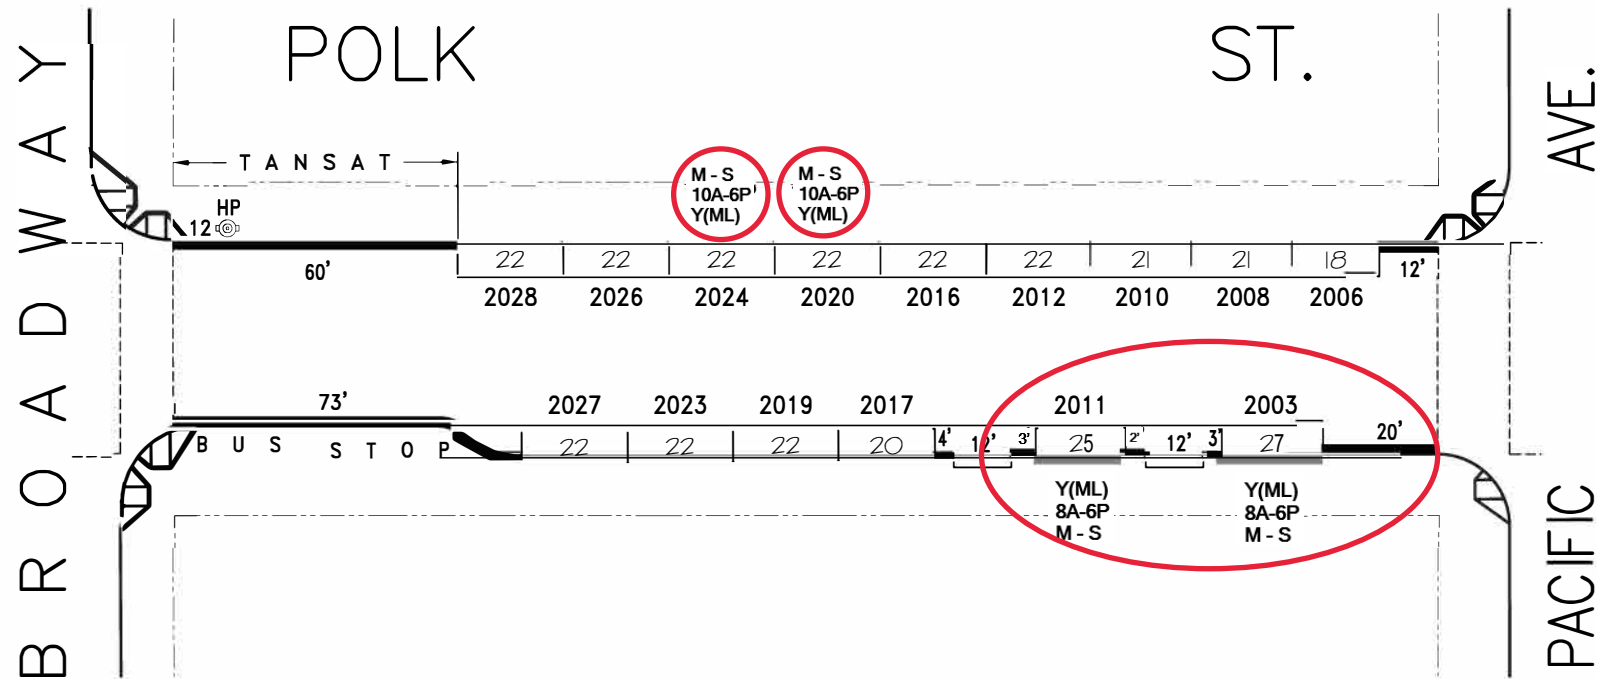 POLK ST.
BROADWAY
PACIFIC AVE.
TANSAT
HP
12
60'
M - S
10A-6P
Y(ML)
M - S
10A-6P
Y(ML)
22 22 22 22 22 22 21 21 18
12'
2028 2026 2024 2020 2016 2012 2010 2008 2006
73'
2027 2023 2019 2017 2011 2003
BUS STOP
22 22 22 20 4' 12' 3' 25 2' 12' 3' 27 20'
Y(ML)
8A-6P
M - S
Y(ML)
8A-6P
M - S